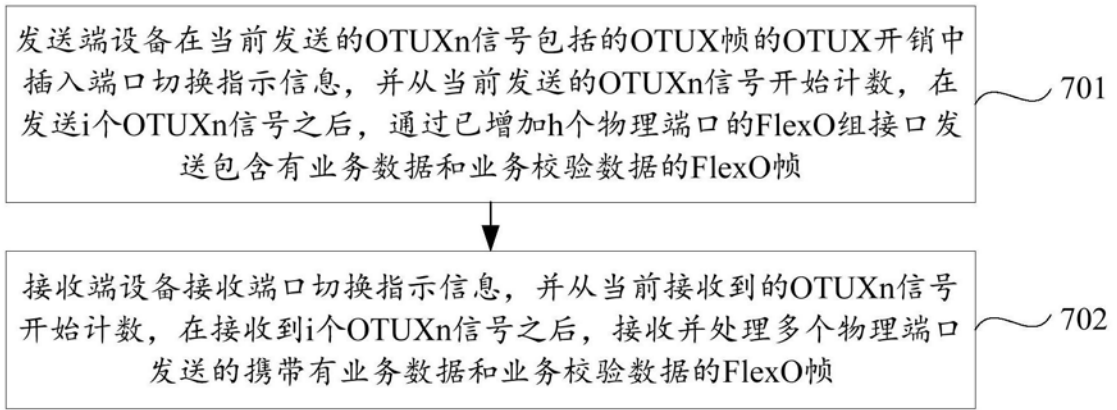 发送端设备在当前发送的OTUXn信号包括的OTUX帧的OTUX开销中
插入端口切换指示信息，并从当前发送的OTUXn信号开始计数，在
发送i个OTUXn信号之后，通过已增加h个物理端口的FlexO组接口发
送包含有业务数据和业务校验数据的FlexO帧
701
接收端设备接收端口切换指示信息，并从当前接收到的OTUXn信号
开始计数，在接收到i个OTUXn信号之后，接收并处理多个物理端口
发送的携带有业务数据和业务校验数据的FlexO帧
702